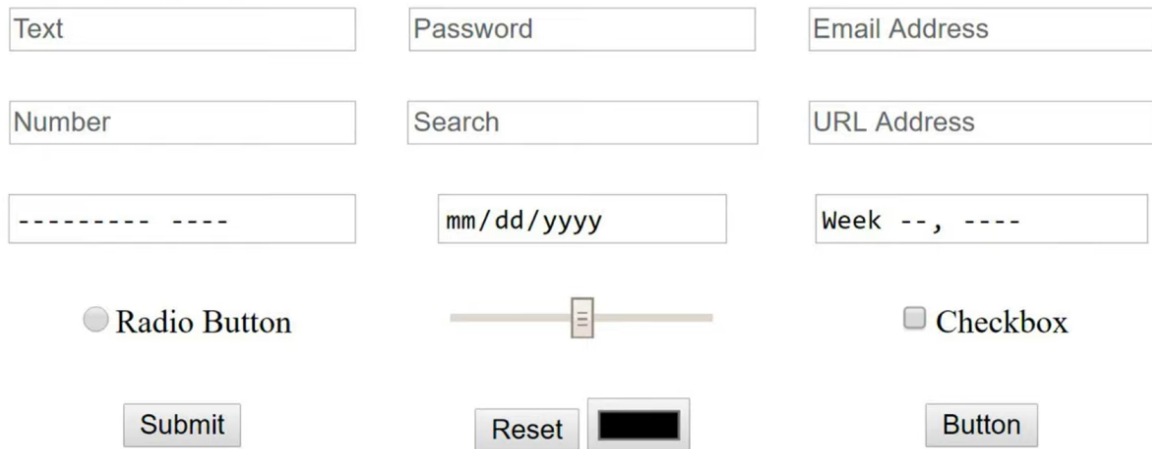 Text Password Email Address
Number Search URL Address
--------- ---- mm/dd/yyyy Week --, ----
Radio Button Checkbox
Submit Reset Button